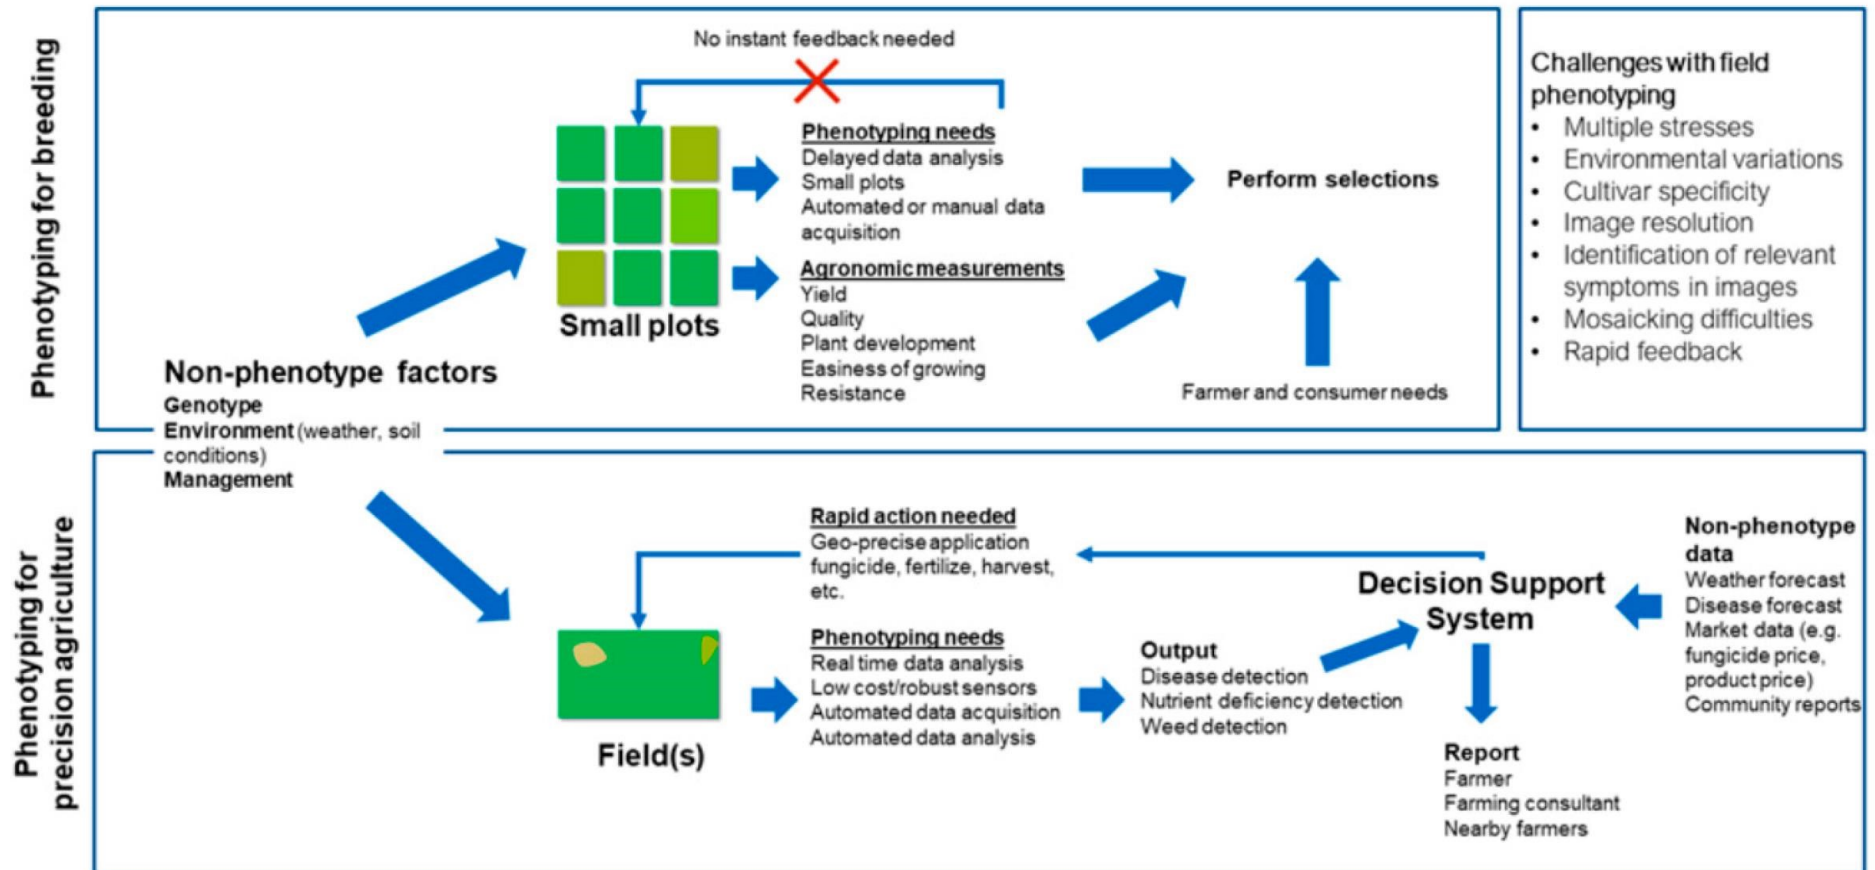 Phenotyping for breeding
No instant feedback needed
Phenotyping needs
Delayed data analysis
Small plots
Automated or manual data
acquisition
Agronomic measurements
Yield
Quality
Plant development
Easiness of growing
Resistance
Small plots
Perform selections
Farmer and consumer needs
Non-phenotype factors
Genotype
Environment (weather, soil
conditions)
Management
Challenges with field
phenotyping
• Multiple stresses
• Environmental variations
• Cultivar specificity
• Image resolution
• Identification of relevant
symptoms in images
• Mosaicking difficulties
• Rapid feedback
Phenotyping for
precision agriculture
Rapid action needed
Geo-precise application
fungicide, fertilize, harvest,
etc.
Field(s)
Phenotyping needs
Real time data analysis
Low cost/robust sensors
Automated data acquisition
Automated data analysis
Output
Disease detection
Nutrient deficiency detection
Weed detection
Decision Support
System
Report
Farmer
Farming consultant
Nearby farmers
Non-phenotype
data
Weather forecast
Disease forecast
Market data (e.g.
fungicide price,
product price)
Community reports